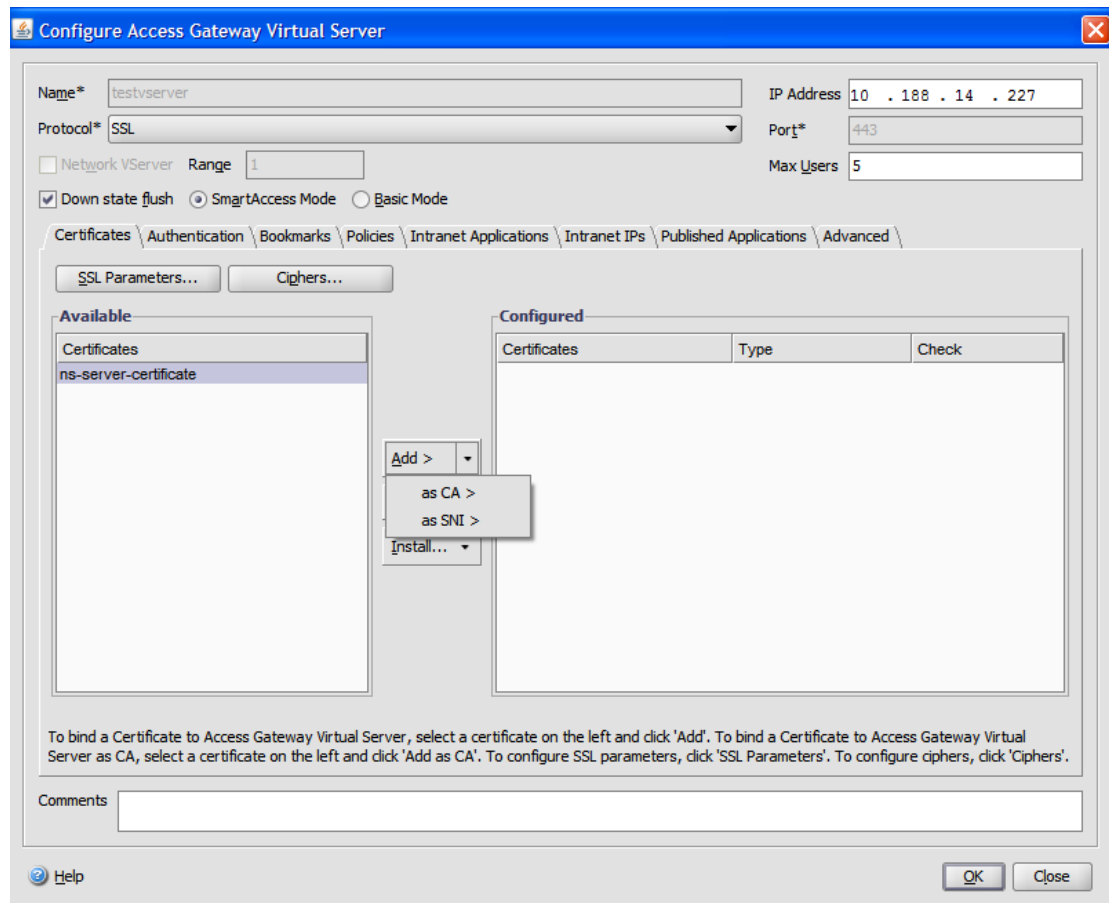 Configure Access Gateway Virtual Server
Name* testvserver
IP Address 10 . 188 . 14 . 227
Protocol* SSL
Port* 443
Network VServer Range 1
Max Users 5
Down state flush SmartAccess Mode Basic Mode
Certificates Authentication Bookmarks Policies Intranet Applications Intranet IPs Published Applications Advanced
SSL Parameters... Ciphers...
Available
Certificates
ns-server-certificate
Add >
as CA >
as SNI >
Install...
Configured
Certificates Type Check
To bind a Certificate to Access Gateway Virtual Server, select a certificate on the left and click 'Add'. To bind a Certificate to Access Gateway Virtual
Server as CA, select a certificate on the left and click 'Add as CA'. To configure SSL parameters, click 'SSL Parameters'. To configure ciphers, click 'Ciphers'.
Comments
Help
OK Close